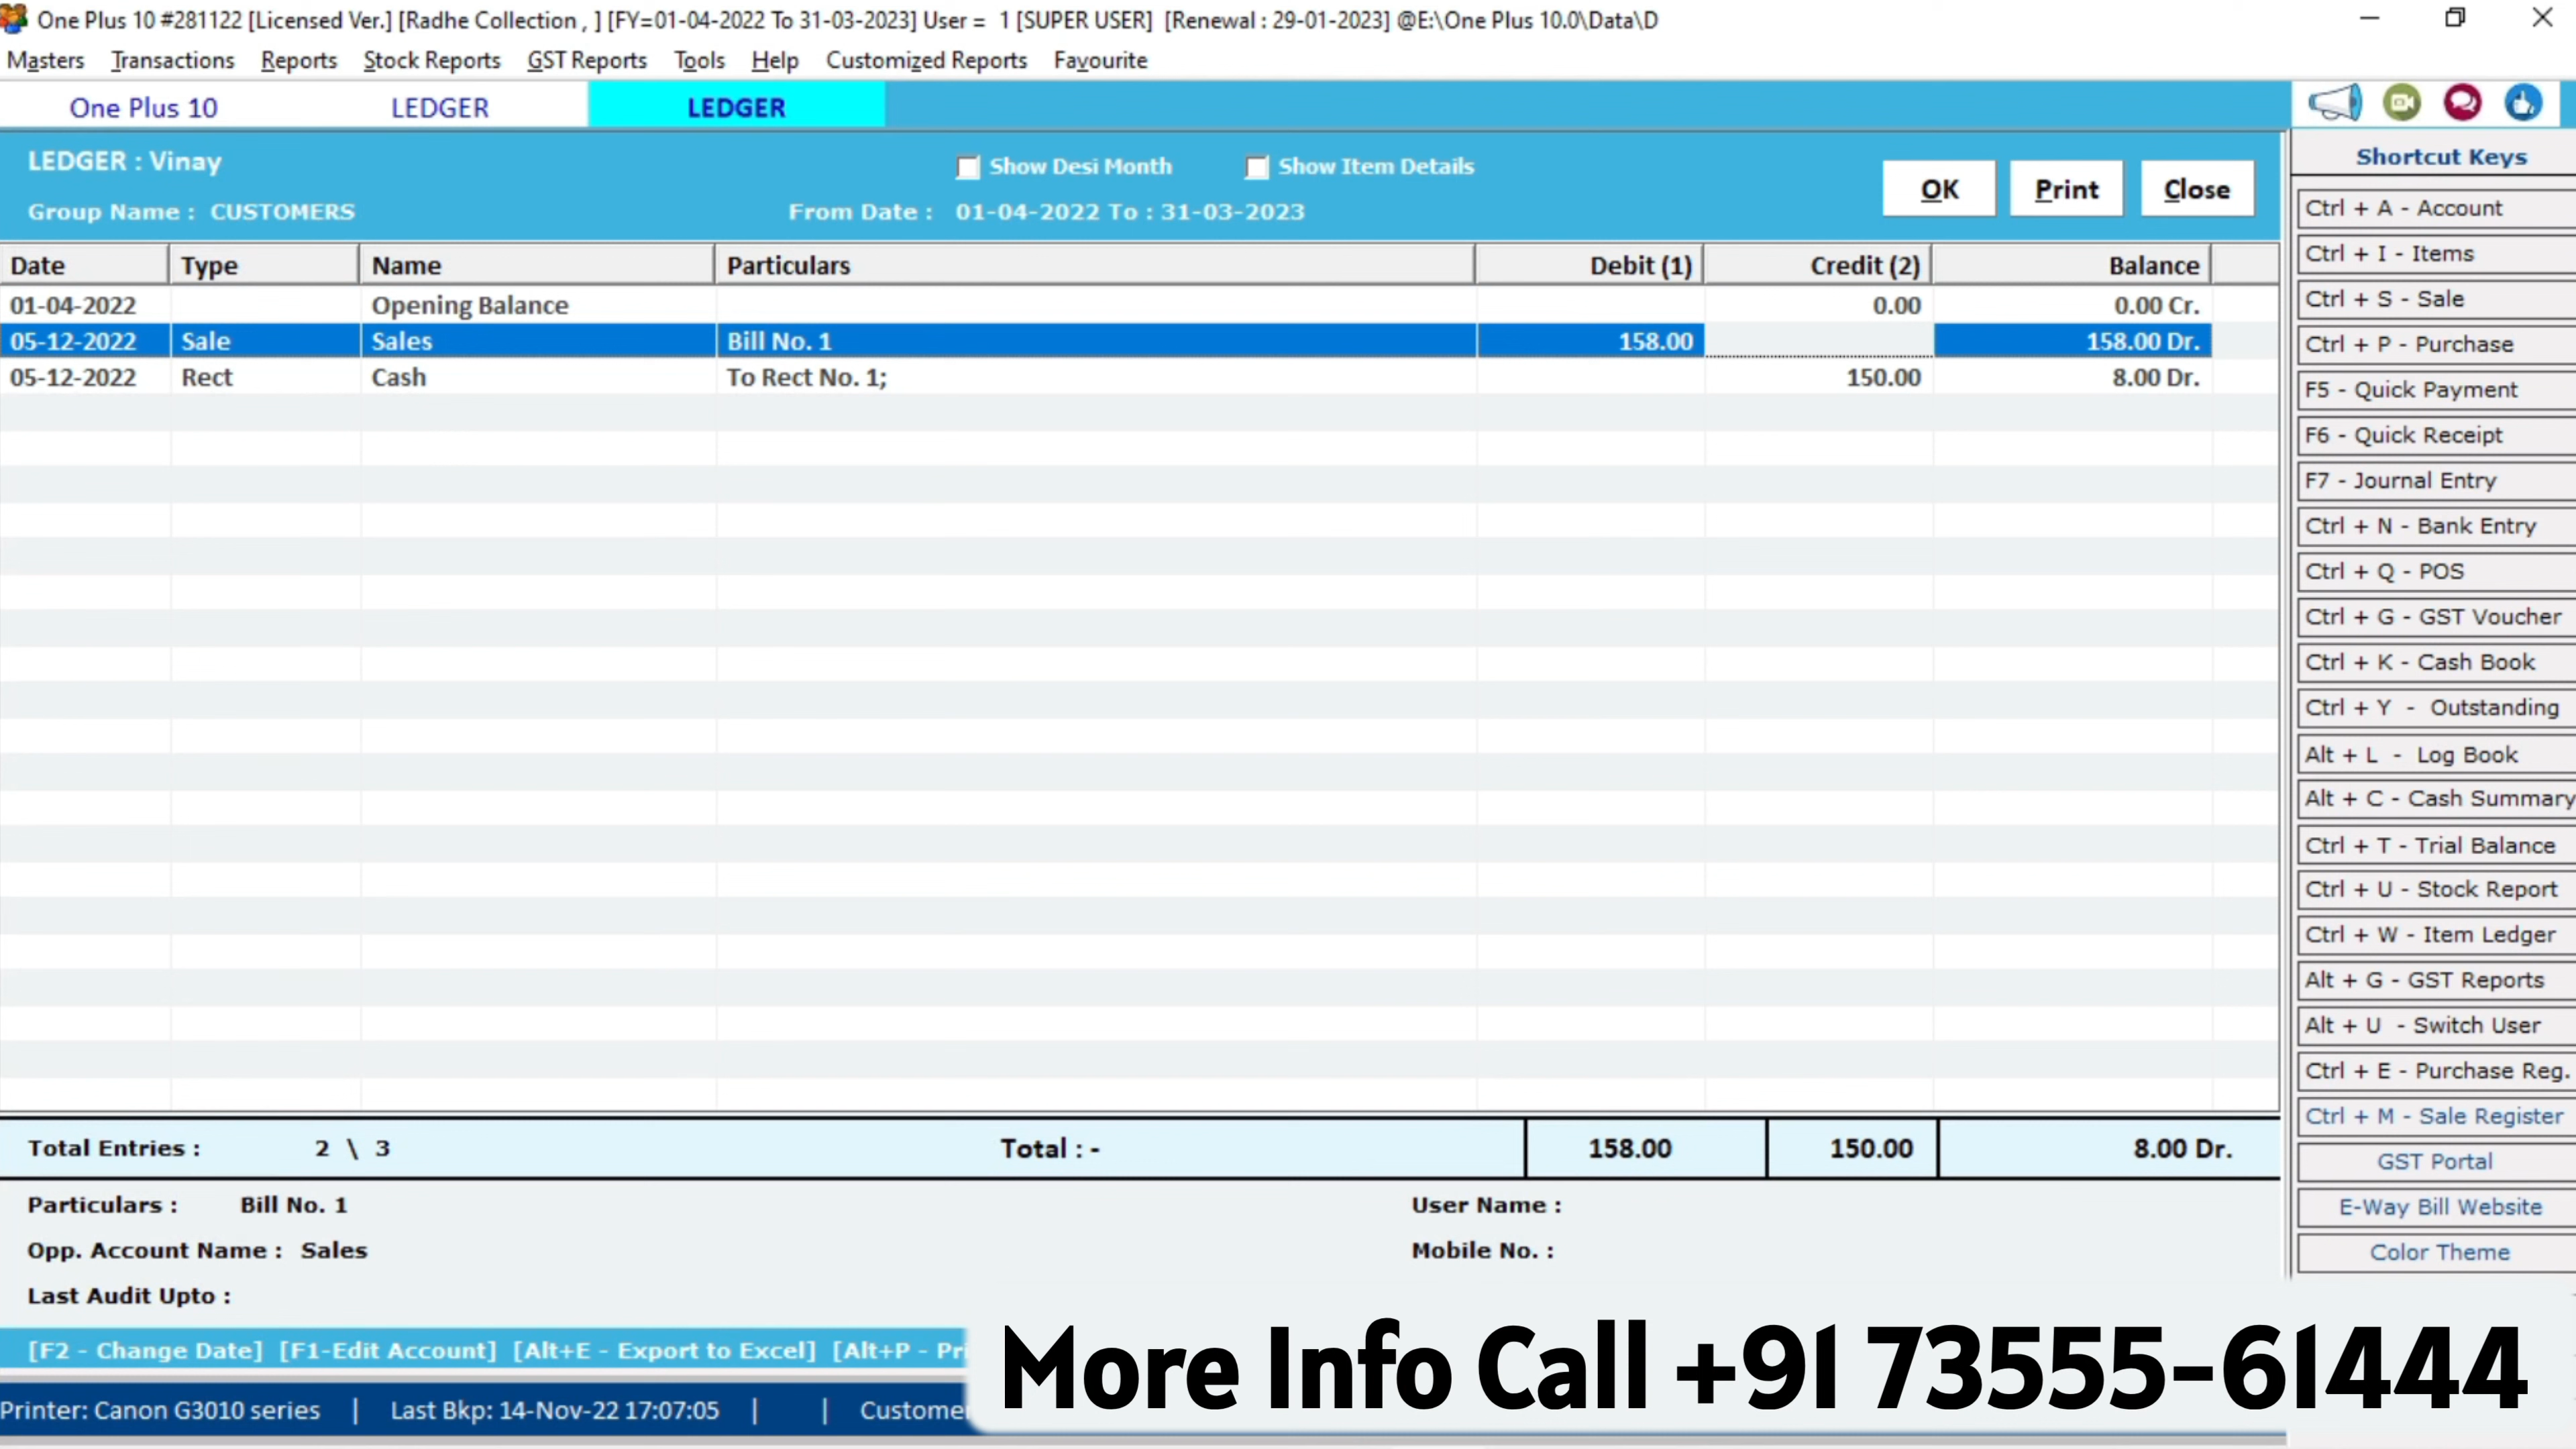 One Plus 10 #281122 [Licensed Ver.] [Radhe Collection , ] [FY=01-04-2022 To 31-03-2023] User = 1 [SUPER USER] [Renewal : 29-01-2023] @E:\One Plus 10.0\Data\D
Masters Transactions Reports Stock Reports GST Reports Tools Help Customized Reports Favourite
One Plus 10 LEDGER LEDGER
LEDGER : Vinay Show Desi Month Show Item Details
OK Print Close
Group Name : CUSTOMERS From Date : 01-04-2022 To : 31-03-2023
Date Type Name Particulars Debit (1) Credit (2) Balance
01-04-2022 Opening Balance 0.00 0.00 Cr.
05-12-2022 Sale Sales Bill No. 1 158.00 158.00 Dr.
05-12-2022 Rect Cash To Rect No. 1; 150.00 8.00 Dr.
Total Entries : 2 \ 3 Total : - 158.00 150.00 8.00 Dr.
Particulars : Bill No. 1 User Name :
Opp. Account Name : Sales Mobile No. :
Last Audit Upto :
[F2 - Change Date] [F1-Edit Account] [Alt+E - Export to Excel] [Alt+P - Pri
Printer: Canon G3010 series | Last Bkp: 14-Nov-22 17:07:05 | | Custome
Shortcut Keys
Ctrl + A - Account
Ctrl + I - Items
Ctrl + S - Sale
Ctrl + P - Purchase
F5 - Quick Payment
F6 - Quick Receipt
F7 - Journal Entry
Ctrl + N - Bank Entry
Ctrl + Q - POS
Ctrl + G - GST Voucher
Ctrl + K - Cash Book
Ctrl + Y - Outstanding
Alt + L - Log Book
Alt + C - Cash Summary
Ctrl + T - Trial Balance
Ctrl + U - Stock Report
Ctrl + W - Item Ledger
Alt + G - GST Reports
Alt + U - Switch User
Ctrl + E - Purchase Reg.
Ctrl + M - Sale Register
GST Portal
E-Way Bill Website
Color Theme
More Info Call +91 73555-61444